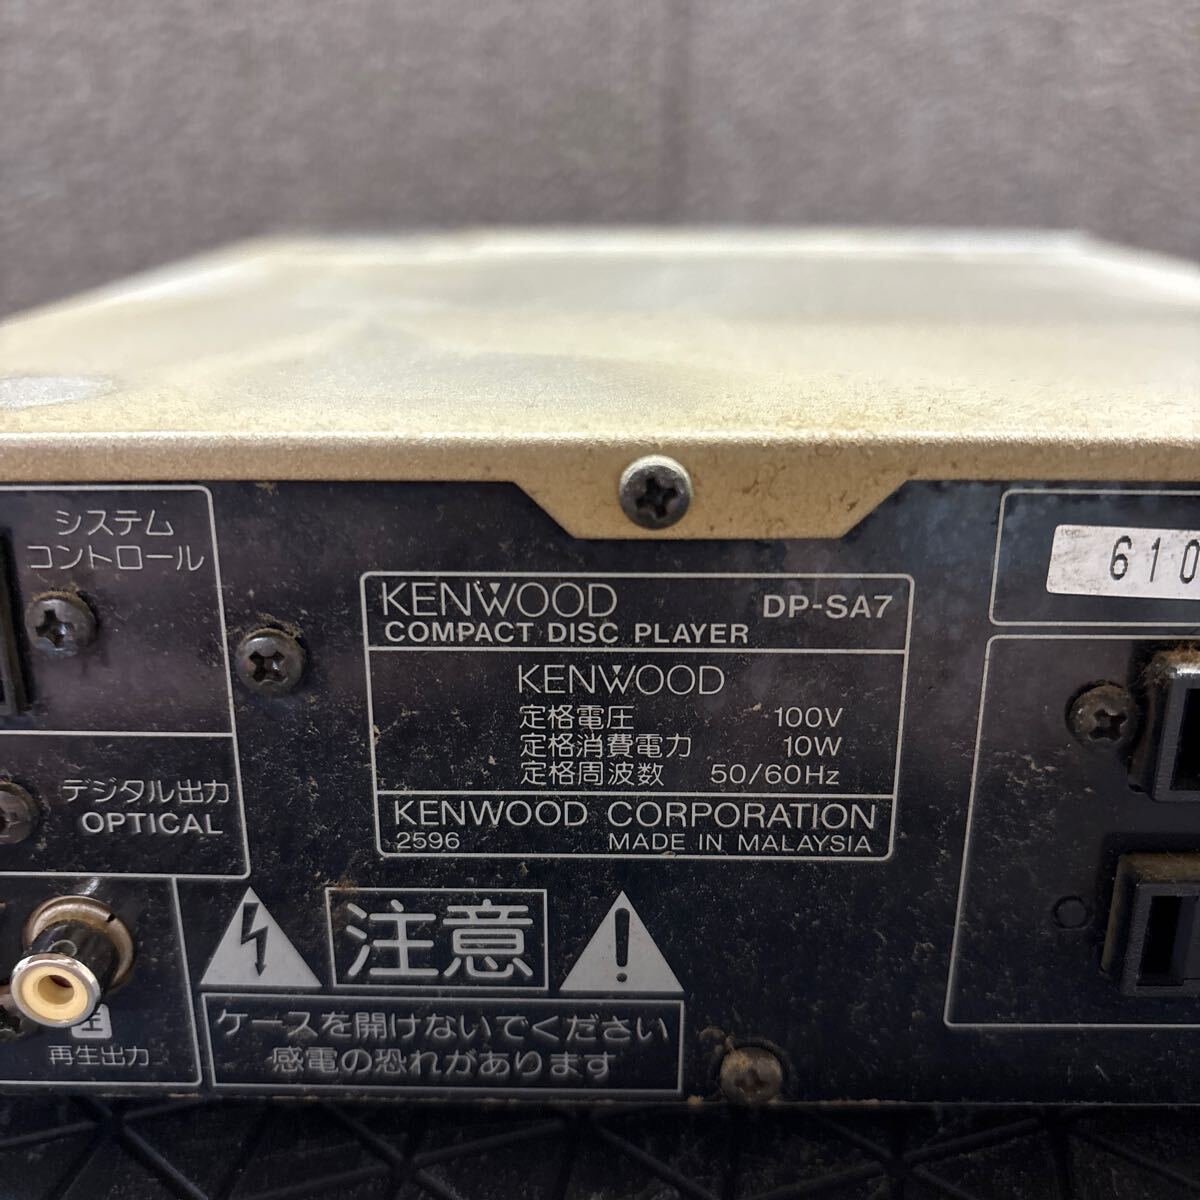 システム
コントロール
デジタル出力
OPTICAL
右
再生出力
KENWOOD DP-SA7
COMPACT DISC PLAYER
KENWOOD
定格電圧 100V
定格消費電力 10W
定格周波数 50/60Hz
KENWOOD CORPORATION
2596 MADE IN MALAYSIA
注意
ケースを開けないでください
感電の恐れがあります
610